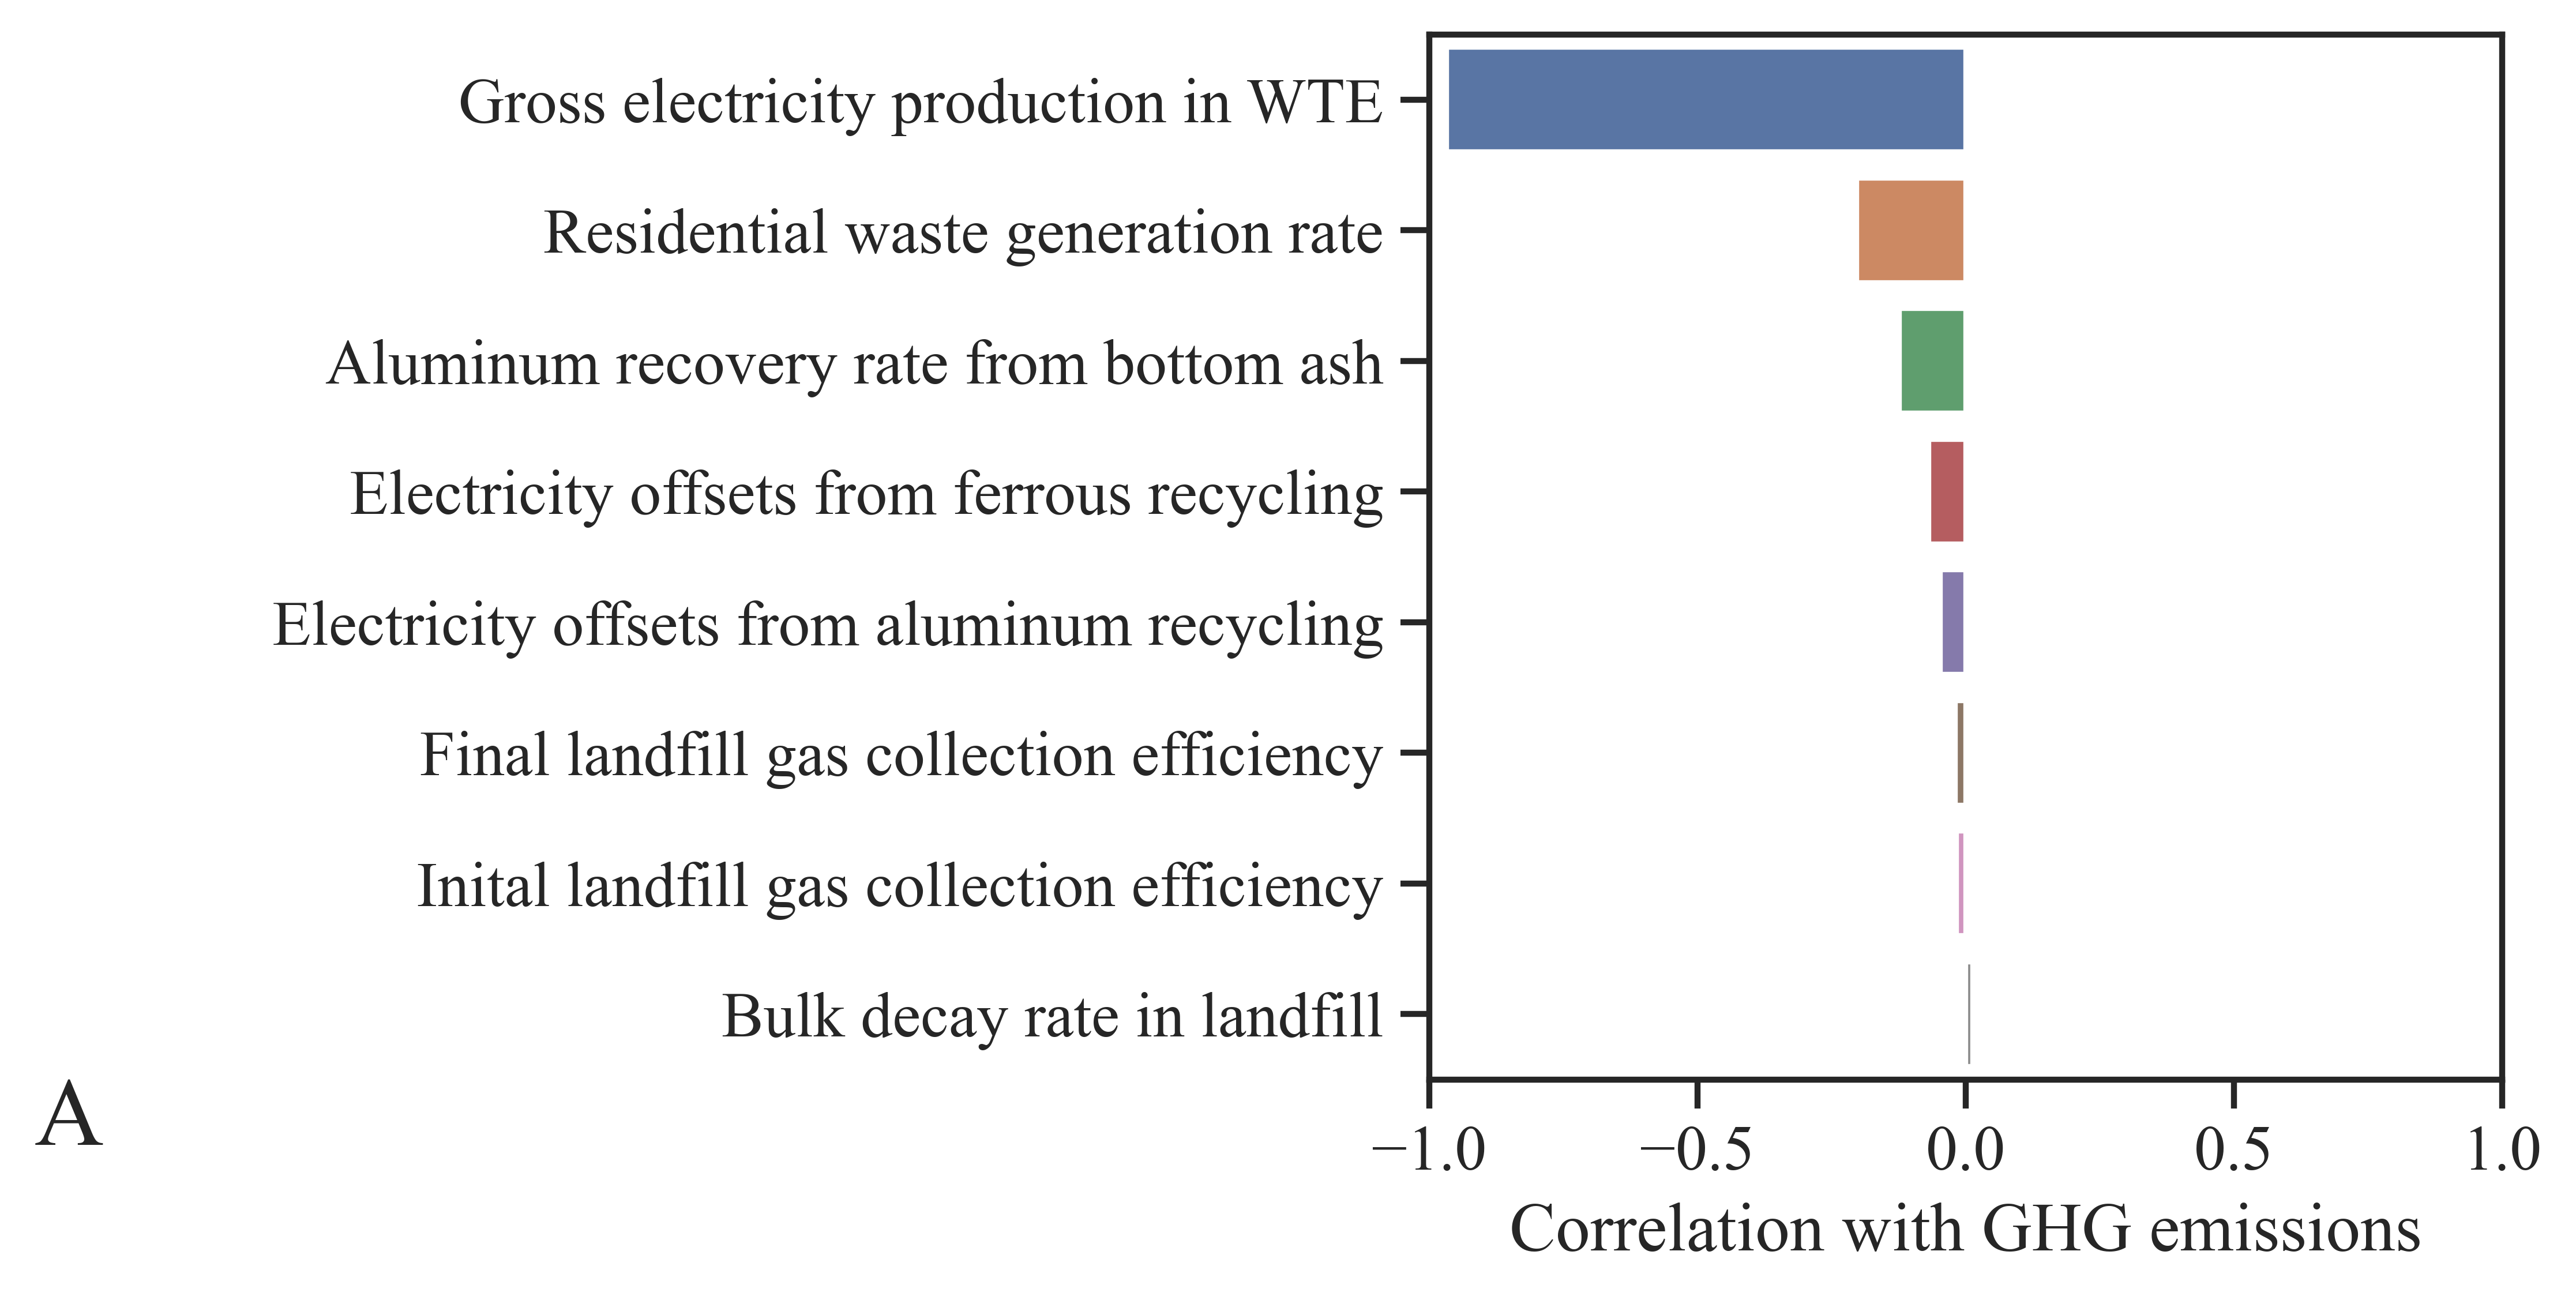 Gross electricity production in WTE
Residential waste generation rate
Aluminum recovery rate from bottom ash
Electricity offsets from ferrous recycling
Electricity offsets from aluminum recycling
Final landfill gas collection efficiency
Inital landfill gas collection efficiency
Bulk decay rate in landfill
A
−1.0 −0.5 0.0 0.5 1.0
Correlation with GHG emissions